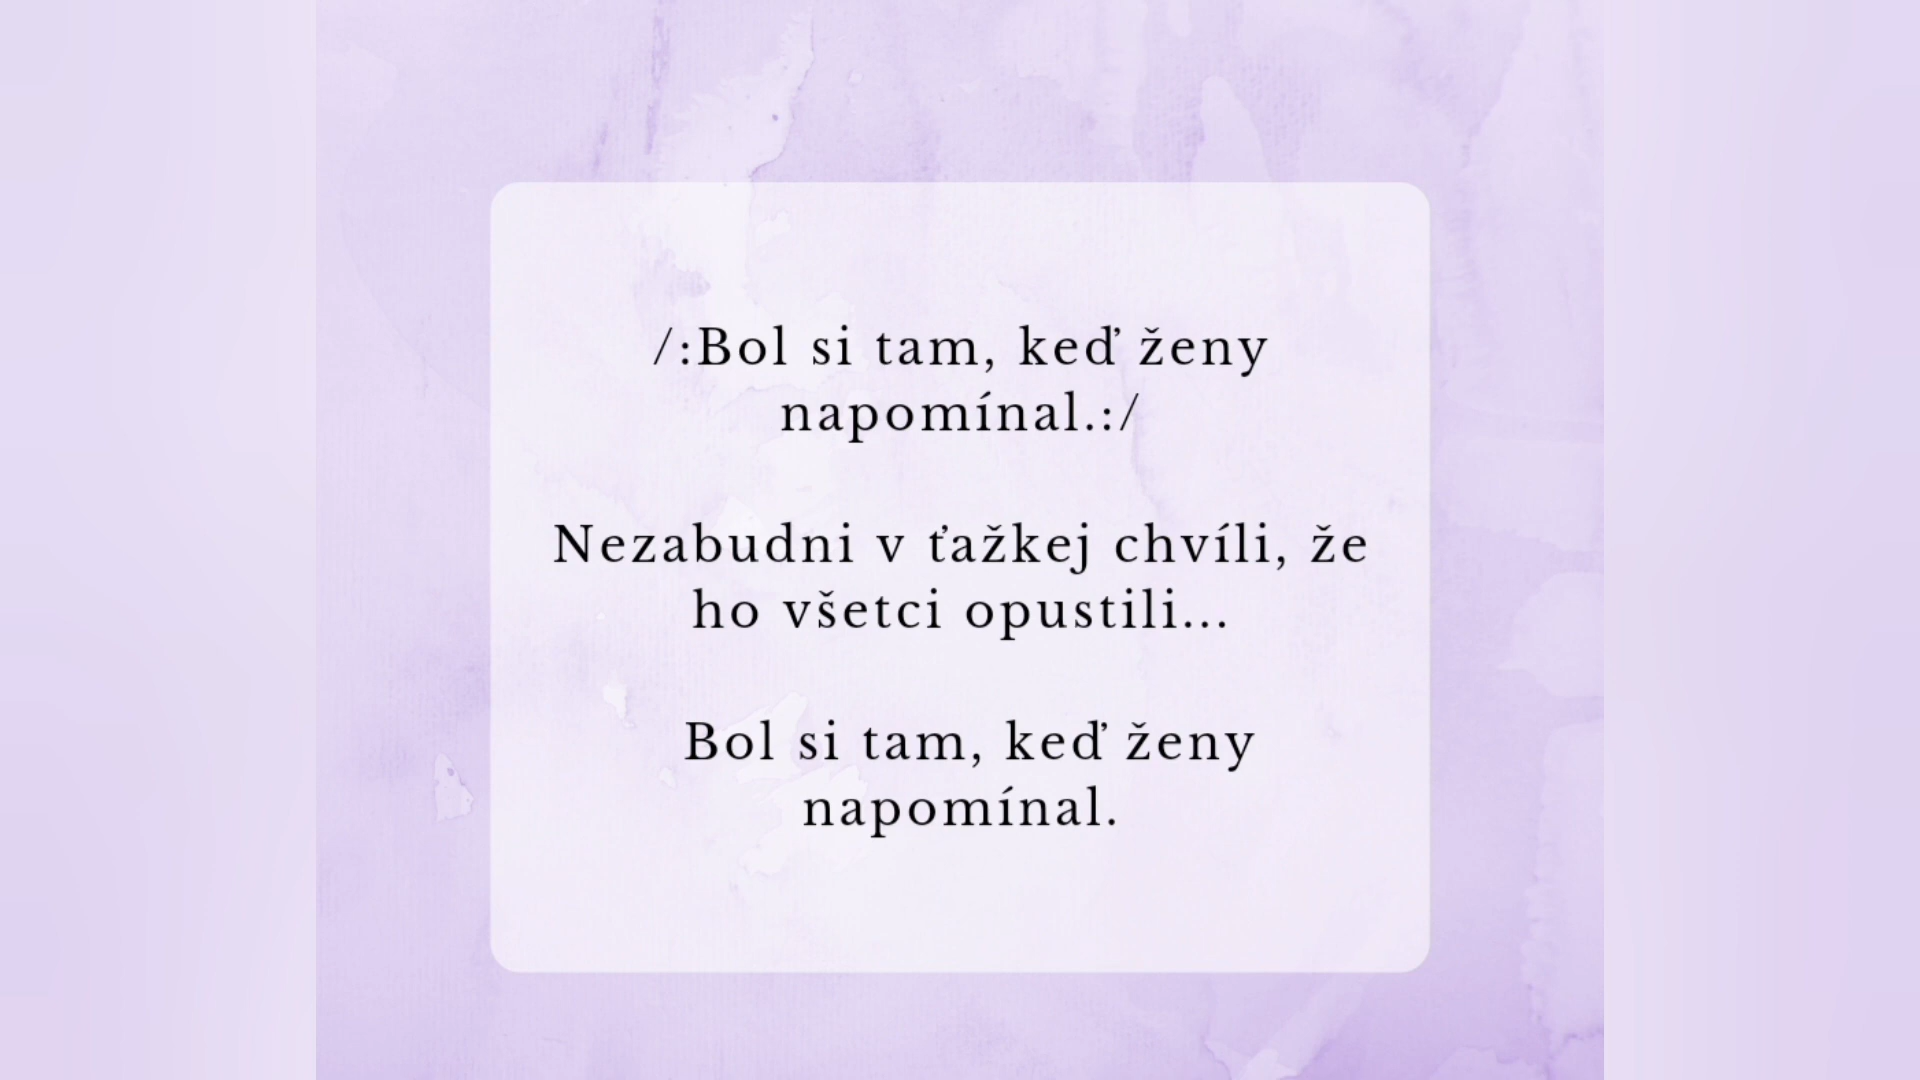 /:Bol si tam, keď ženy
napomínal.:/
Nezabudni v ťažkej chvíli, že
ho všetci opustili...
Bol si tam, keď ženy
napomínal.